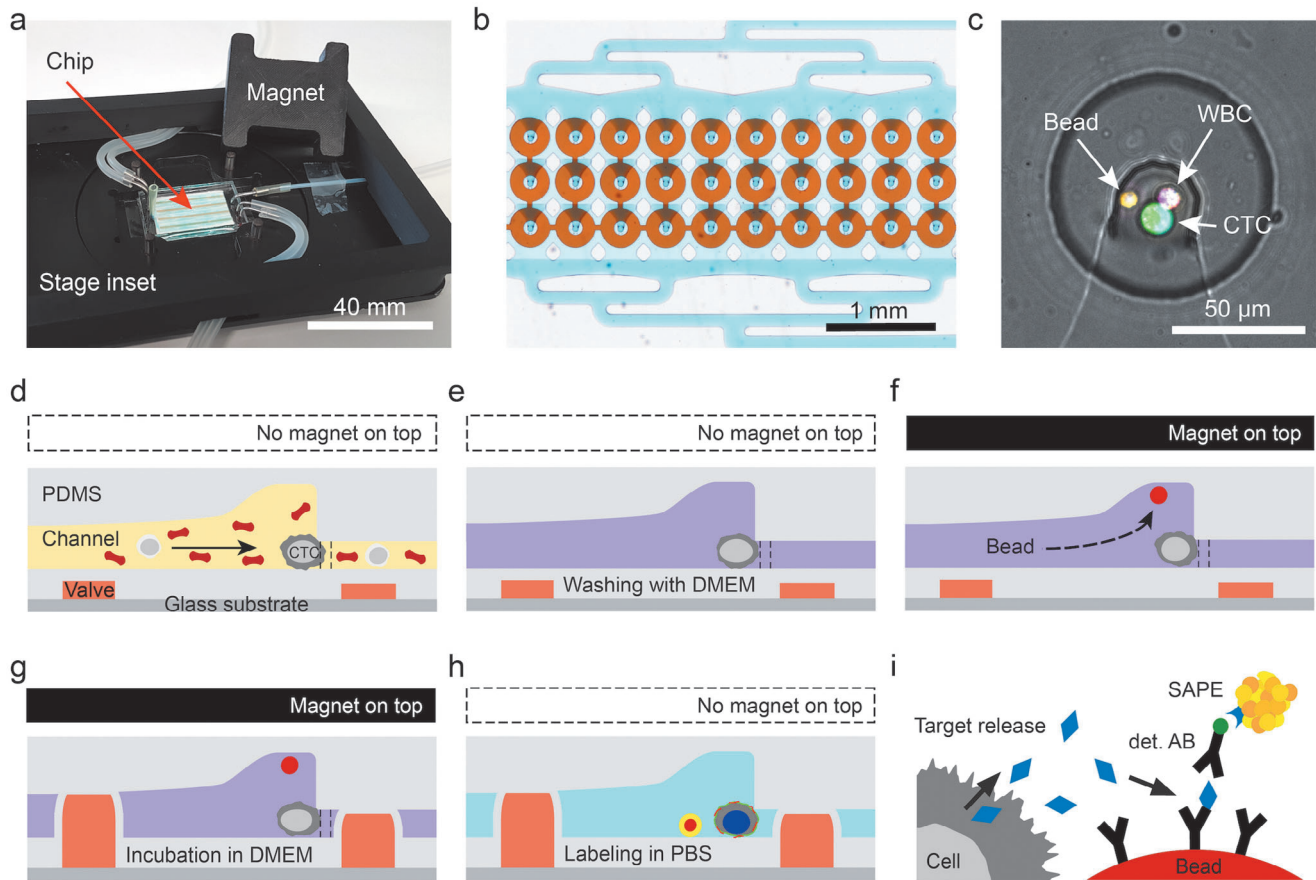 a
Chip
Magnet
Stage inset
40 mm
b
1 mm
c
Bead
WBC
CTC
50 µm
d
No magnet on top
PDMS
Channel
CTC
Valve
Glass substrate
e
No magnet on top
Washing with DMEM
f
Magnet on top
Bead
g
Magnet on top
Incubation in DMEM
h
No magnet on top
Labeling in PBS
i
SAPE
Target release
det. AB
Cell
Bead